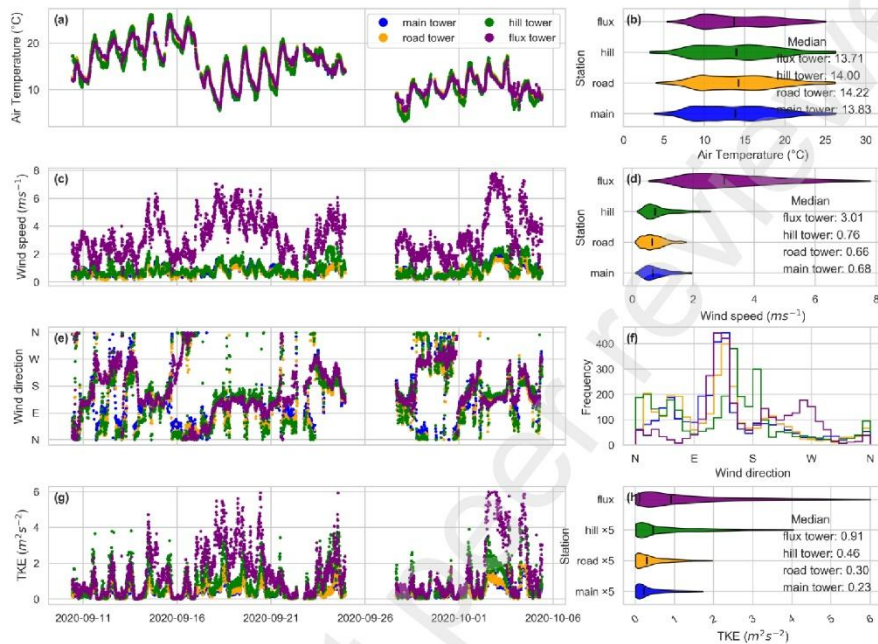 (a)
main tower
hill tower
road tower
flux tower
Air Temperature (°C)
20
10
(b)
flux
hill
road
main
Station
Median
flux tower: 13.71
hill tower: 14.00
road tower: 14.22
main tower: 13.83
0 5 10 15 20 25 30
Air Temperature (°C)
(c)
Wind speed (ms⁻¹)
8
6
4
2
0
(d)
flux
hill
road
main
Station
Median
flux tower: 3.01
hill tower: 0.76
road tower: 0.66
main tower: 0.68
0 2 4 6 8
Wind speed (ms⁻¹)
(e)
Wind direction
N
W
S
E
N
(f)
Frequency
400
300
200
100
0
N E S W N
Wind direction
(g)
TKE (m²s⁻²)
6
4
2
0
2020-09-11 2020-09-16 2020-09-21 2020-09-26 2020-10-01 2020-10-06
(h)
flux
hill ×5
road ×5
main ×5
Station
Median
flux tower: 0.91
hill tower: 0.46
road tower: 0.30
main tower: 0.23
0 1 2 3 4 5 6
TKE (m²s⁻²)
peer review